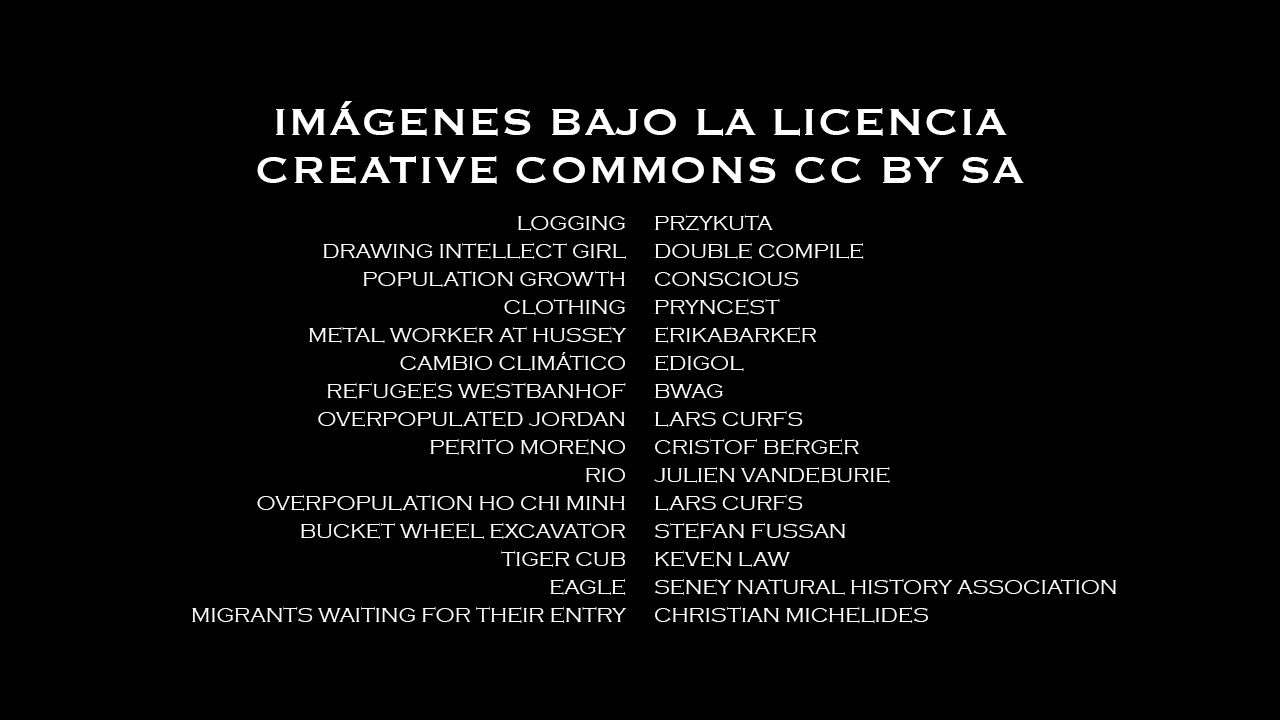 IMÁGENES BAJO LA LICENCIA
CREATIVE COMMONS CC BY SA
LOGGING PRZYKUTA
DRAWING INTELLECT GIRL DOUBLE COMPILE
POPULATION GROWTH CONSCIOUS
CLOTHING PRYNCEST
METAL WORKER AT HUSSEY ERIKABARKER
CAMBIO CLIMÁTICO EDIGOL
REFUGEES WESTBANHOF BWAG
OVERPOPULATED JORDAN LARS CURFS
PERITO MORENO CRISTOF BERGER
RIO JULIEN VANDEBURIE
OVERPOPULATION HO CHI MINH LARS CURFS
BUCKET WHEEL EXCAVATOR STEFAN FUSSAN
TIGER CUB KEVEN LAW
EAGLE SENEY NATURAL HISTORY ASSOCIATION
MIGRANTS WAITING FOR THEIR ENTRY CHRISTIAN MICHELIDES